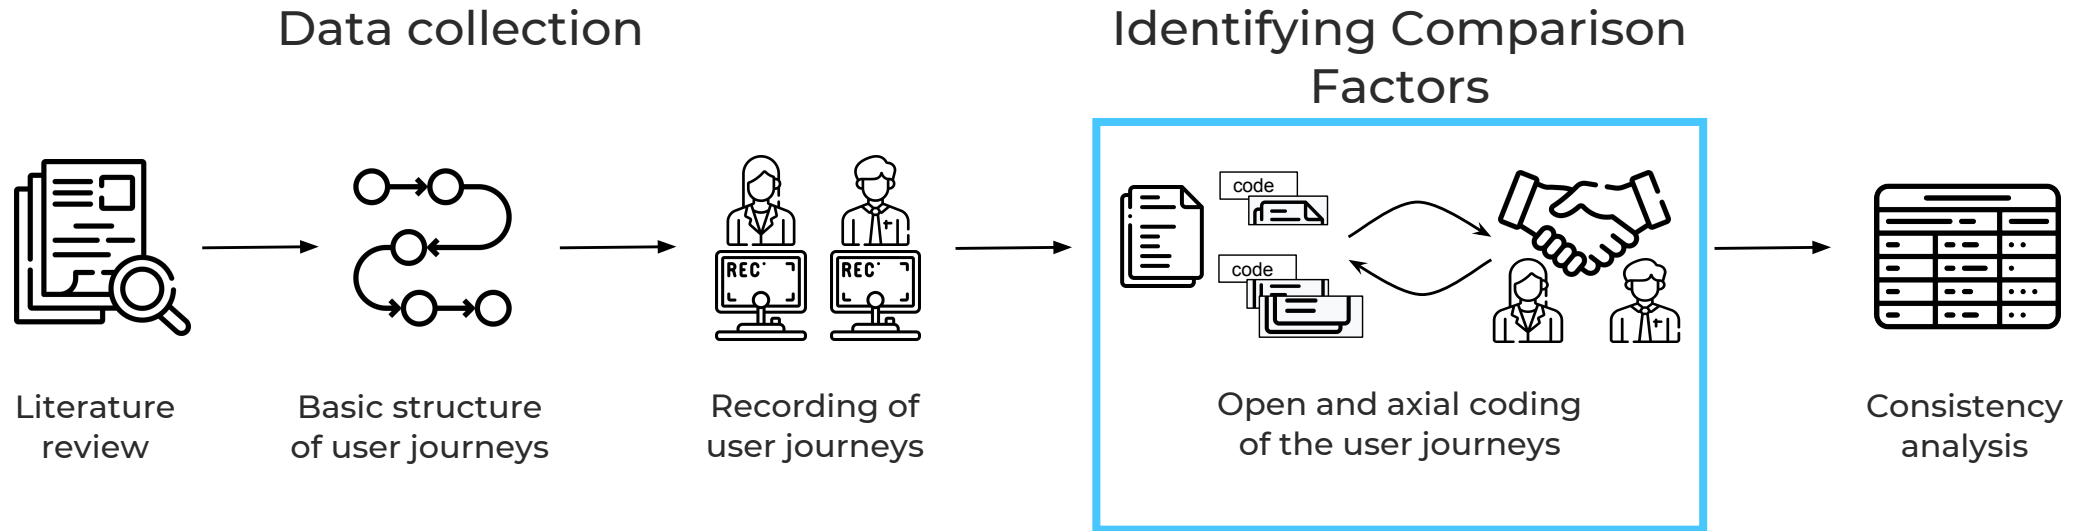 Data collection
Identifying Comparison
Factors
REC
REC
code
code
Literature
review
Basic structure
of user journeys
Recording of
user journeys
Open and axial coding
of the user journeys
Consistency
analysis